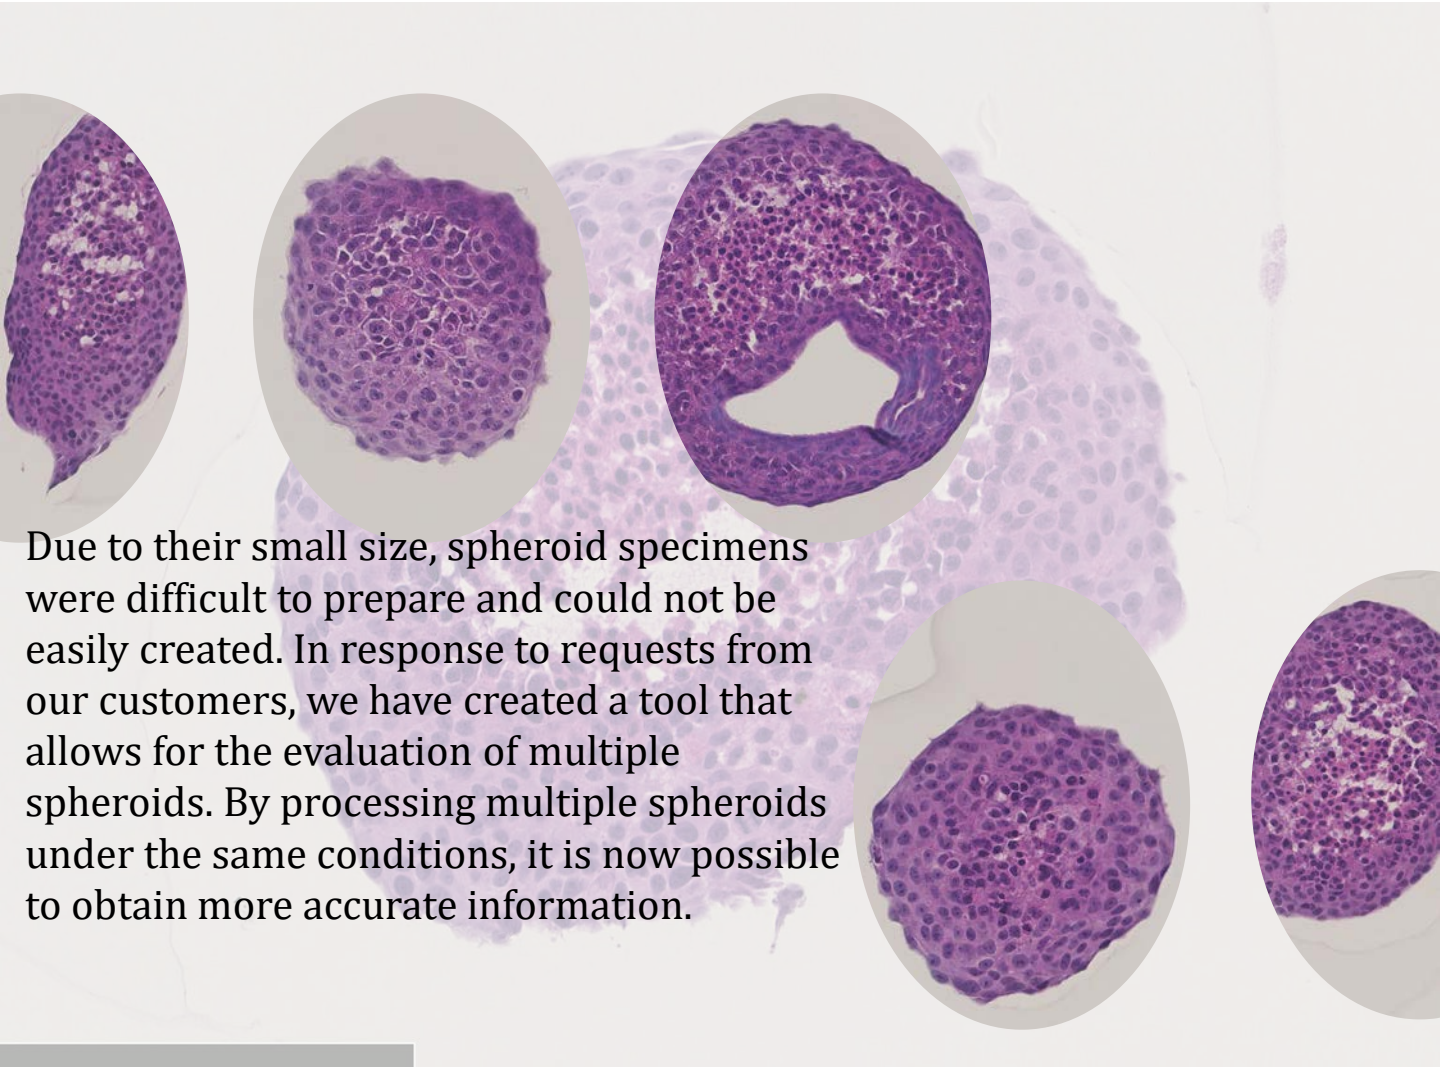 Due to their small size, spheroid specimens
were difficult to prepare and could not be
easily created. In response to requests from
our customers, we have created a tool that
allows for the evaluation of multiple
spheroids. By processing multiple spheroids
under the same conditions, it is now possible
to obtain more accurate information.